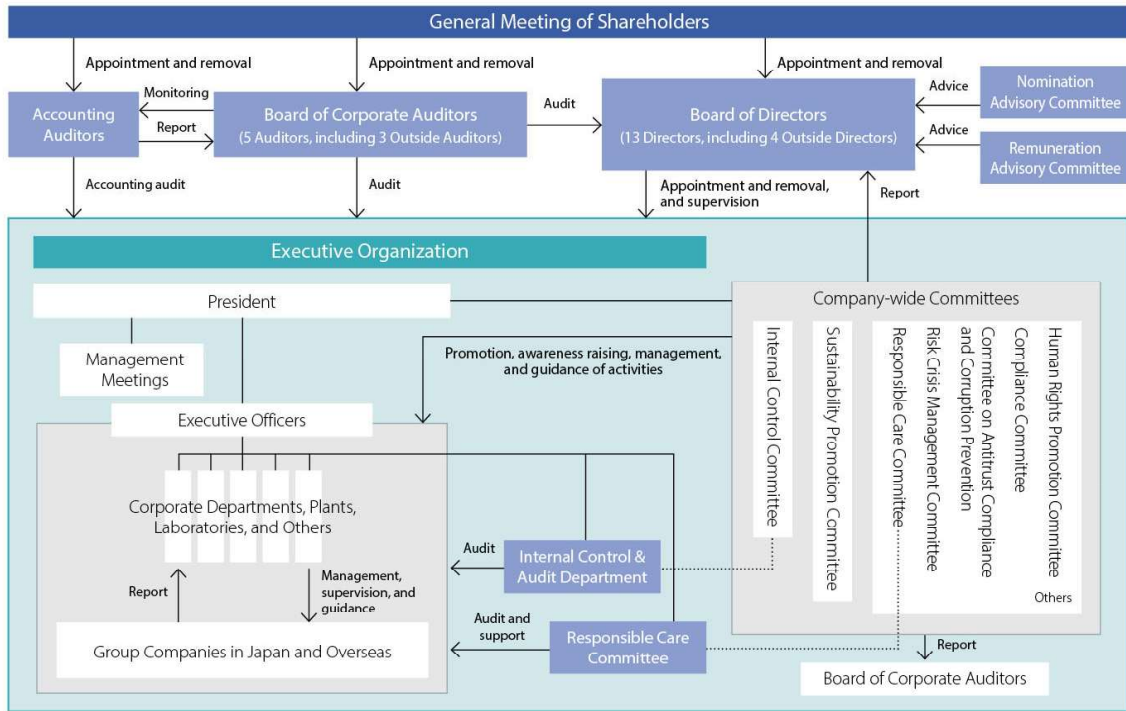 General Meeting of Shareholders
Appointment and removal
Appointment and removal
Appointment and removal
Accounting
Auditors
Monitoring
Report
Board of Corporate Auditors
(5 Auditors, including 3 Outside Auditors)
Audit
Board of Directors
(13 Directors, including 4 Outside Directors)
Advice
Nomination
Advisory Committee
Advice
Remuneration
Advisory Committee
Accounting audit
Audit
Appointment and removal,
and supervision
Report
Executive Organization
President
Management
Meetings
Executive Officers
Promotion, awareness raising, management,
and guidance of activities
Company-wide Committees
Internal Control Committee
Sustainability Promotion Committee
Responsible Care Committee
Risk Crisis Management Committee
Committee on Antitrust Compliance
and Corruption Prevention
Compliance Committee
Human Rights Promotion Committee
Others
Corporate Departments, Plants,
Laboratories, and Others
Report
Management,
supervision, and
guidance
Group Companies in Japan and Overseas
Audit
Internal Control &
Audit Department
Audit and
support
Responsible Care
Committee
Report
Board of Corporate Auditors